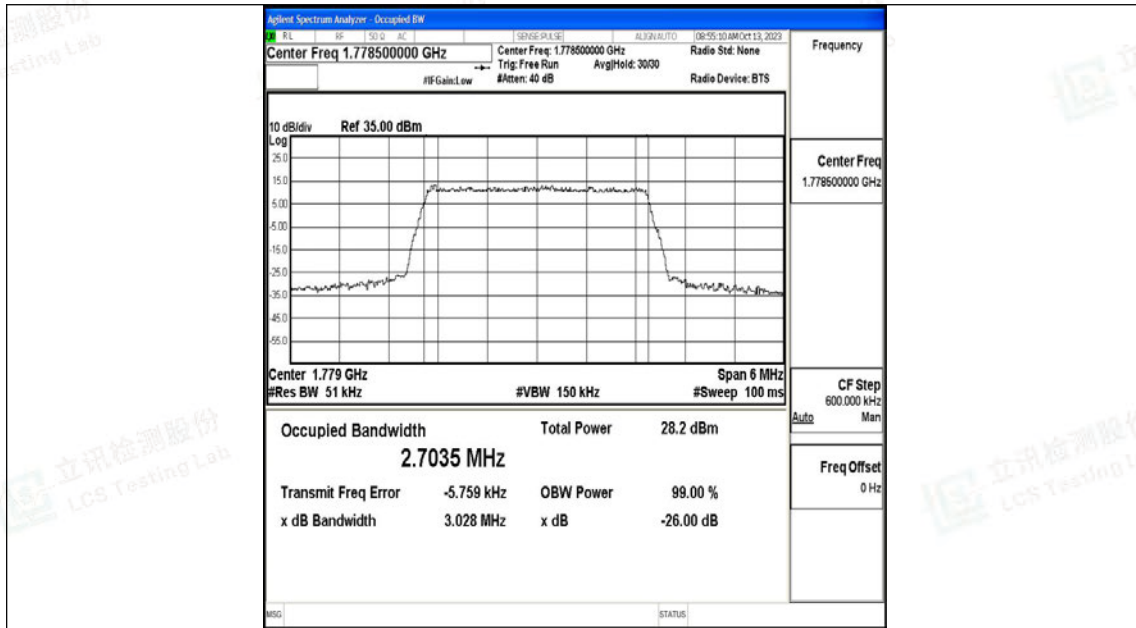 Agilent Spectrum Analyzer - Occupied BW
RL RF 50 Ω AC SENSE:PULSE ALIGNAUTO 08:55:10 AM Oct 13, 2023
Center Freq 1.778500000 GHz
Center Freq: 1.778500000 GHz
Radio Std: None
Trig: Free Run Avg|Hold: 30/30
#IFGain:Low
#Atten: 40 dB
Radio Device: BTS
10 dB/div Ref 35.00 dBm
Log
25.0
15.0
5.00
-5.00
-15.0
-25.0
-35.0
-45.0
-55.0
Center 1.779 GHz
Span 6 MHz
#Res BW 51 kHz
#VBW 150 kHz
#Sweep 100 ms
Occupied Bandwidth
Total Power 28.2 dBm
2.7035 MHz
Transmit Freq Error -5.759 kHz
OBW Power 99.00 %
x dB Bandwidth 3.028 MHz
x dB -26.00 dB
MSG
STATUS
Frequency
Center Freq
1.778500000 GHz
CF Step
600.000 kHz
Auto Man
Freq Offset
0 Hz
立讯检测股份
LCS Testing Lab